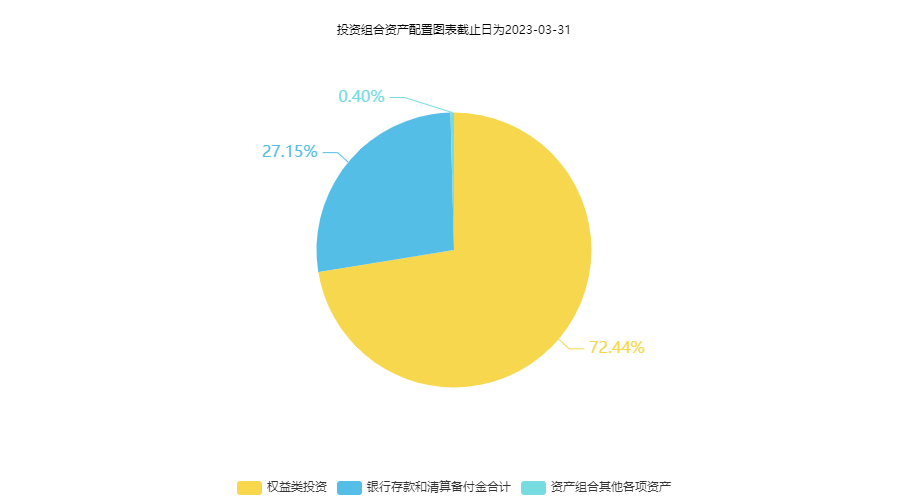 投资组合资产配置图表截止日为2023-03-31
0.40%
27.15%
72.44%
权益类投资 银行存款和清算备付金合计 资产组合其他各项资产